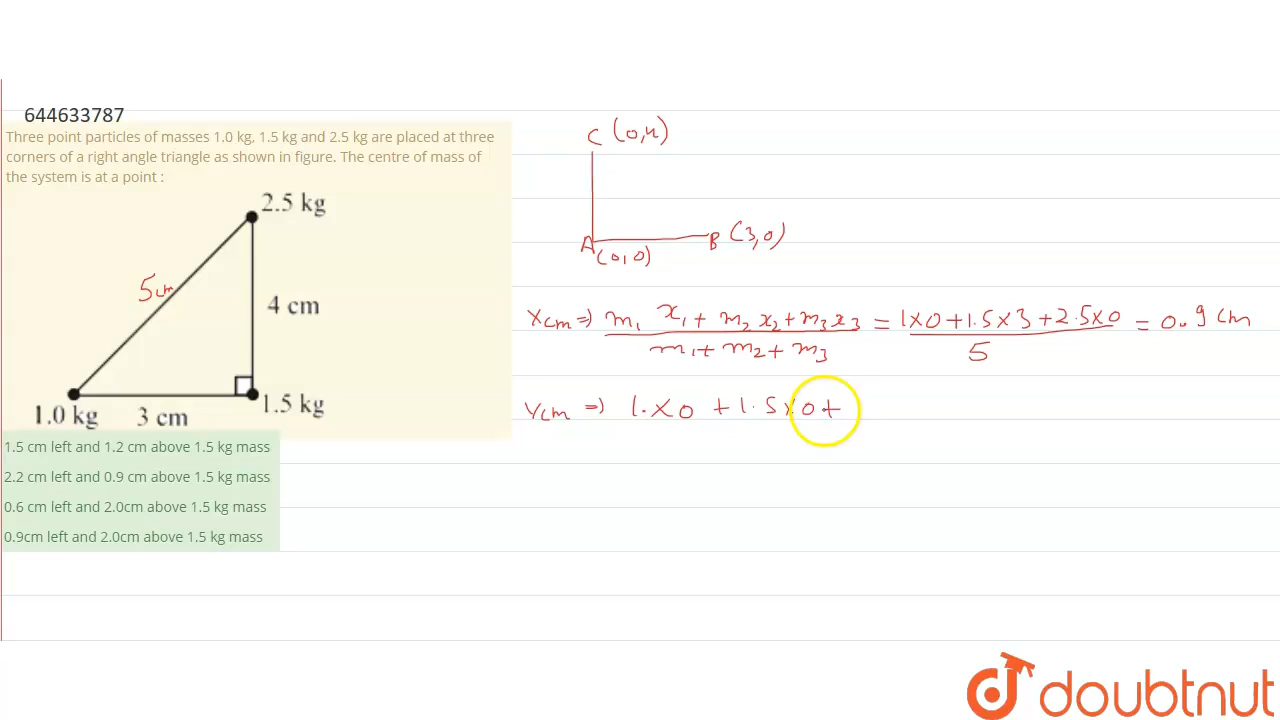 644633787
Three point particles of masses 1.0 kg, 1.5 kg and 2.5 kg are placed at three
corners of a right angle triangle as shown in figure. The centre of mass of
the system is at a point :
2.5 kg
5cm
4 cm
1.0 kg
3 cm
1.5 kg
1.5 cm left and 1.2 cm above 1.5 kg mass
2.2 cm left and 0.9 cm above 1.5 kg mass
0.6 cm left and 2.0cm above 1.5 kg mass
0.9cm left and 2.0cm above 1.5 kg mass
C (0,4)
A
B (3,0)
(0,0)
Xcm ⇒ m1 x1 + m2 x2 + m3 x3 / m1 + m2 + m3 = 1×0+1.5×3+2.5×0 / 5 = 0.9 cm
Ycm ⇒ 1.×0 + 1.5×0+
doubtnut